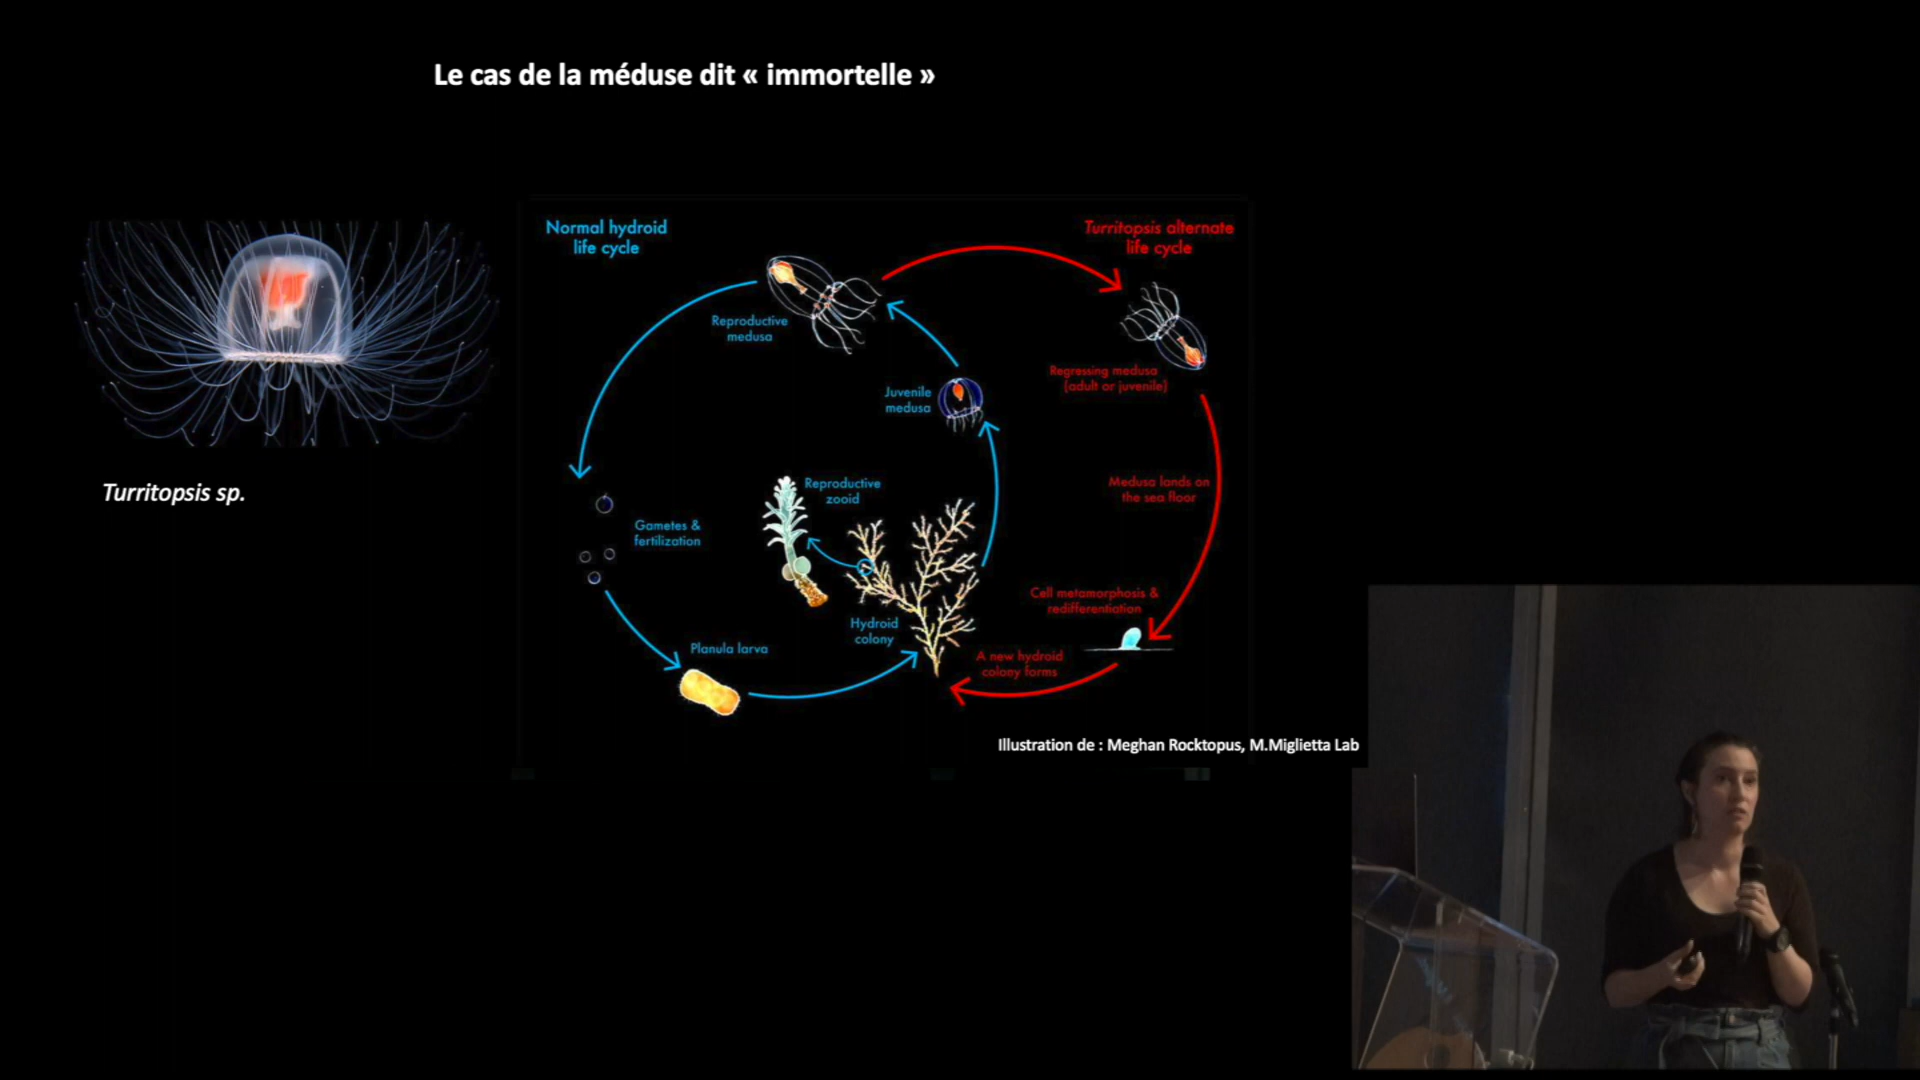 Le cas de la méduse dit « immortelle »
Normal hydroid
life cycle
Turritopsis alternate
life cycle
Reproductive
medusa
Regressing medusa
(adult or juvenile)
Juvenile
medusa
Medusa lands on
the sea floor
Reproductive
zooid
Turritopsis sp.
Gametes &
fertilization
Cell metamorphosis &
redifferentiation
Hydroid
colony
Planula larva
A new hydroid
colony forms
Illustration de : Meghan Rocktopus, M.Miglietta Lab